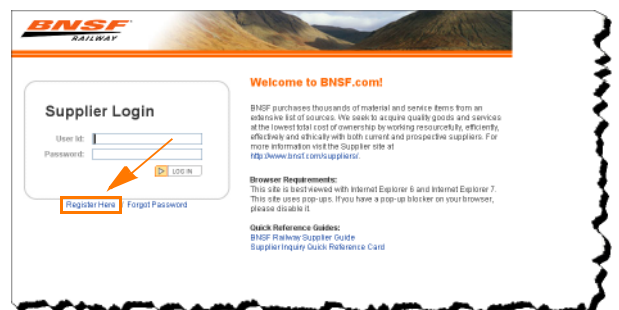 BNSF
RAILWAY
Welcome to BNSF.com!
Supplier Login
User Id:
Password:
LOG IN
Register Here / Forgot Password
BNSF purchases thousands of material and service items from an
extensive list of sources. We seek to acquire quality goods and services
at the lowest total cost of ownership by working resourcefully, efficiently,
effectively and ethically with both current and prospective suppliers. For
more information visit the Supplier site at
http://www.bnsf.com/suppliers/.
Browser Requirements:
This site is best viewed with Internet Explorer 6 and Internet Explorer 7.
This site uses pop-ups. If you have a pop-up blocker on your browser,
please disable it.
Quick Reference Guides:
BNSF Railway Supplier Guide
Supplier Inquiry Quick Reference Card